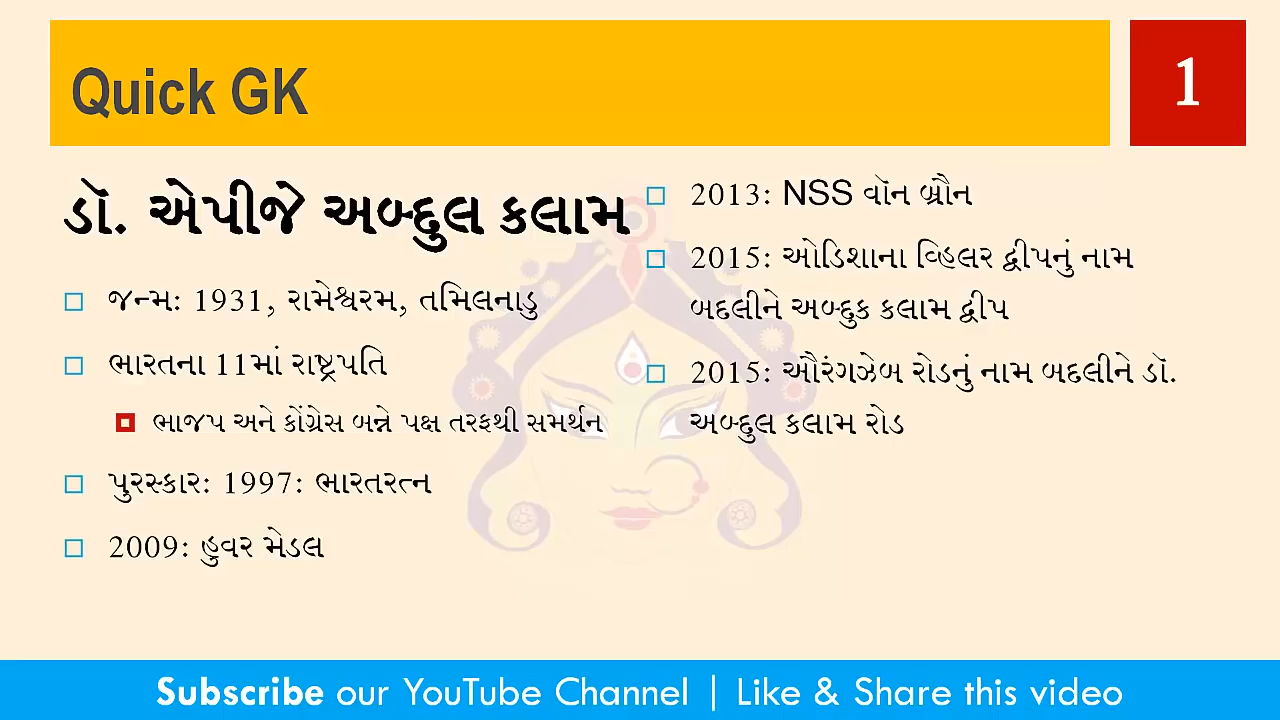 Quick GK
1
ડૉ. એપીજે અબ્દુલ કલામ
જન્મ: 1931, રામેશ્વરમ, તમિલનાડુ
ભારતના 11માં રાષ્ટ્રપતિ
ભાજપ અને કોંગ્રેસ બન્ને પક્ષ તરફથી સમર્થન
પુરસ્કાર: 1997: ભારતરત્ન
2009: હુવર મેડલ
2013: NSS વૉન બ્રૌન
2015: ઓડિશાના વ્હિલર દ્વીપનું નામ
બદલીને અબ્દુક કલામ દ્વીપ
2015: ઔરંગઝેબ રોડનું નામ બદલીને ડૉ.
અબ્દુલ કલામ રોડ
Subscribe our YouTube Channel | Like & Share this video